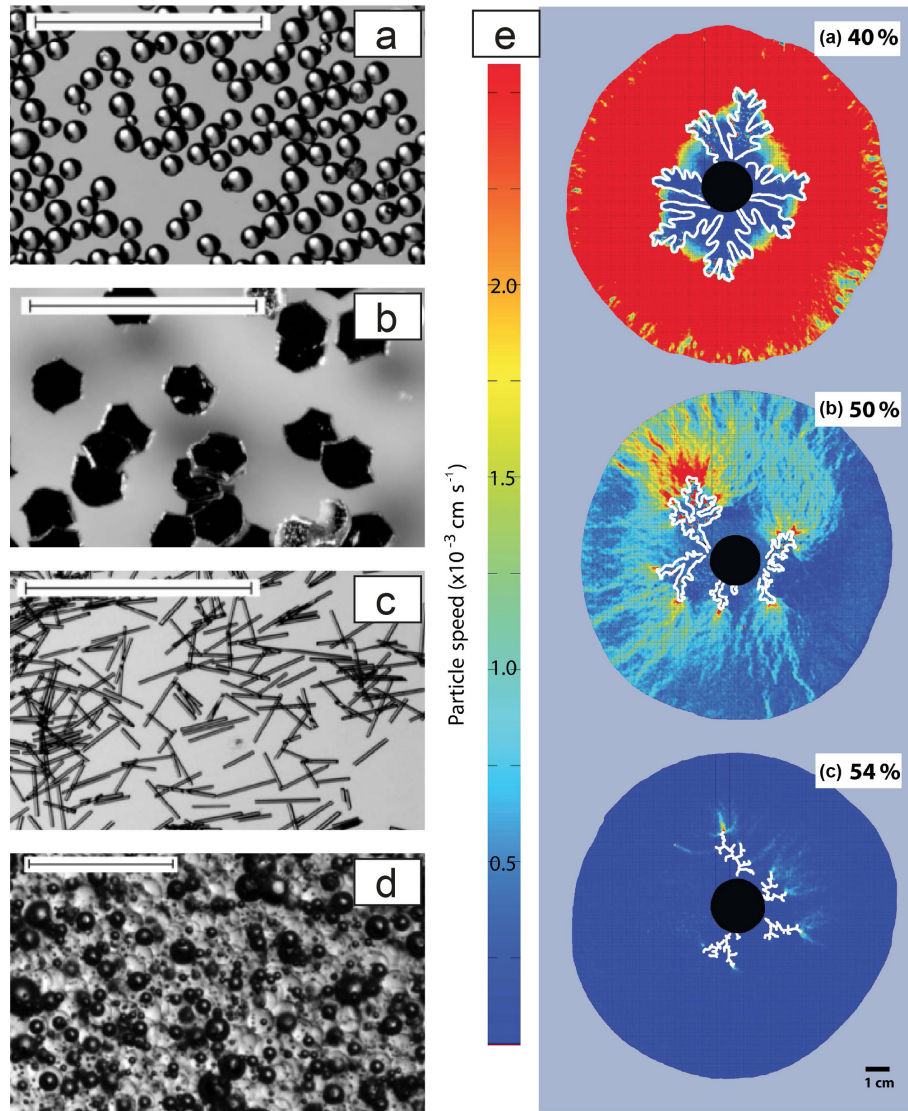 a
b
c
d
e
Particle speed (x10⁻³ cm s⁻¹)
2.0
1.5
1.0
0.5
(a) 40 %
(b) 50 %
(c) 54 %
1 cm